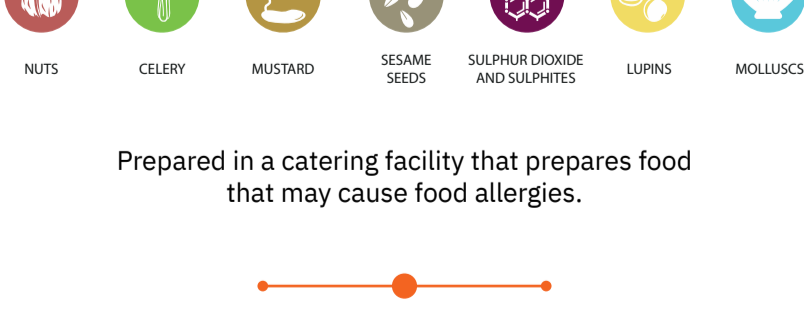 NUTS
CELERY
MUSTARD
SESAME
SEEDS
SULPHUR DIOXIDE
AND SULPHITES
LUPINS
MOLLUSCS
Prepared in a catering facility that prepares food
that may cause food allergies.